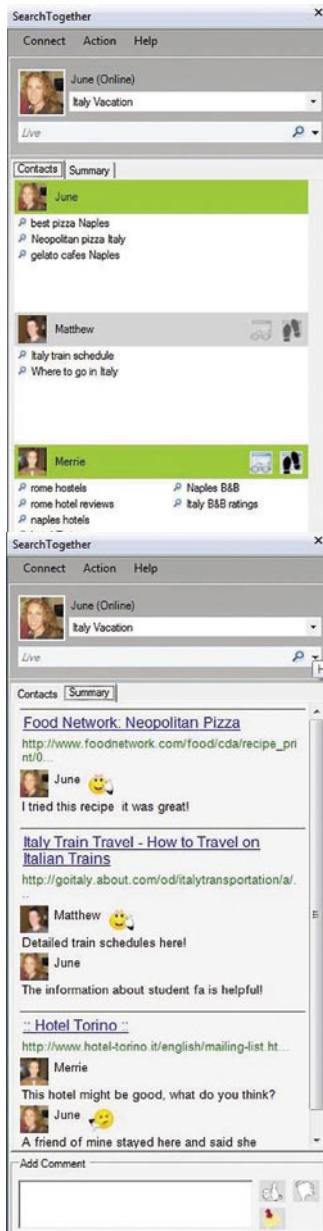 SearchTogether
Connect Action Help
June (Online)
Italy Vacation
Live
Contacts Summary
June
best pizza Naples
Neopolitan pizza Italy
gelato cafes Naples
Matthew
Italy train schedule
Where to go in Italy
Merrie
rome hostels Naples B&B
rome hotel reviews Italy B&B ratings
naples hotels
SearchTogether
Connect Action Help
June (Online)
Italy Vacation
Live
Contacts Summary
Food Network: Neopolitan Pizza
http://www.foodnetwork.com/food/cda/recipe_pri
nt/0...
June
I tried this recipe it was great!
Italy Train Travel - How to Travel on
Italian Trains
http://goitaly.about.com/od/italytransportation/a/.
..
Matthew
Detailed train schedules here!
June
The information about student fa is helpful!
:: Hotel Torino ::
http://www.hotel-torino.it/english/mailing-list.ht...
Merrie
This hotel might be good, what do you think?
June
A friend of mine stayed here and said she
Add Comment